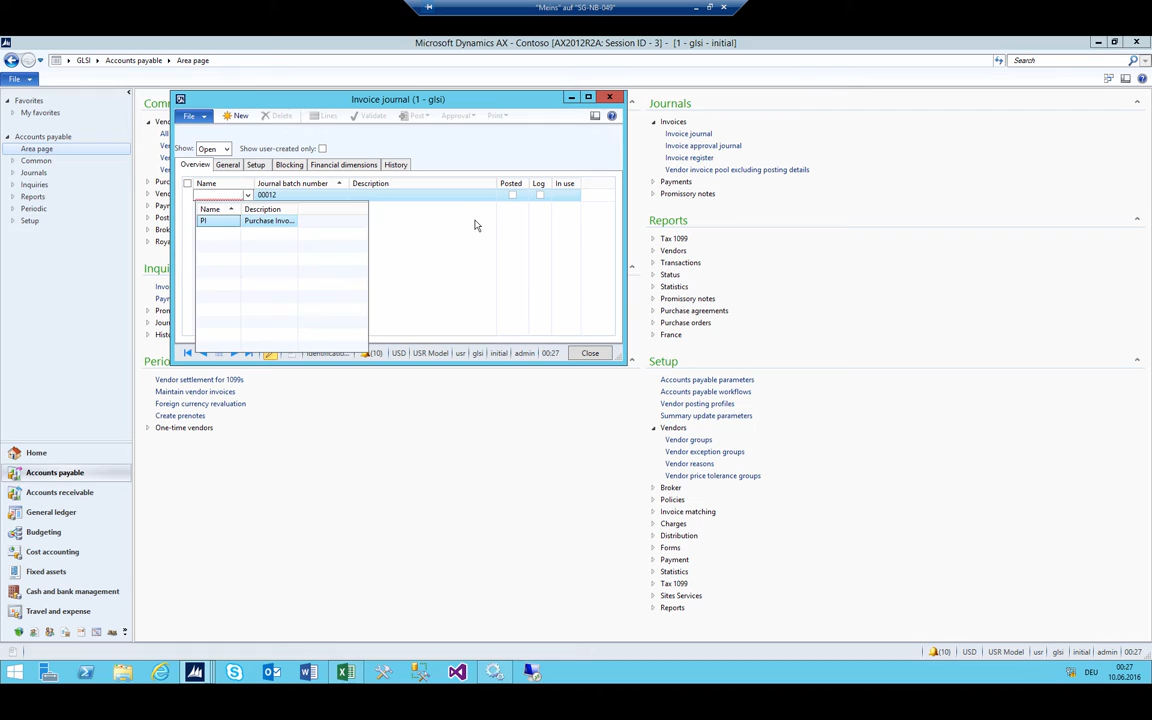 "Meins" auf "SG-NB-049"
Microsoft Dynamics AX - Contoso [AX2012R2A: Session ID - 3] - [1 - glsi - initial]
GLSI Accounts payable Area page
Search
File
Favorites
My favorites
Accounts payable
Area page
Common
Journals
Inquiries
Reports
Periodic
Setup
Home
Accounts payable
Accounts receivable
General ledger
Budgeting
Cost accounting
Fixed assets
Cash and bank management
Travel and expense
Invoice journal (1 - glsi)
File New Delete Lines Validate Post Approval Print
Show: Open Show user-created only:
Overview General Setup Blocking Financial dimensions History
Name Journal batch number Description Posted Log In use
00012
Name Description
PI Purchase Invo...
(10) USD USR Model usr glsi initial admin 00:27 Close
Vendor settlement for 1099s
Maintain vendor invoices
Foreign currency revaluation
Create prenotes
One-time vendors
Journals
Invoices
Invoice journal
Invoice approval journal
Invoice register
Vendor invoice pool excluding posting details
Payments
Promissory notes
Reports
Tax 1099
Vendors
Transactions
Status
Statistics
Promissory notes
Purchase agreements
Purchase orders
France
Setup
Accounts payable parameters
Accounts payable workflows
Vendor posting profiles
Summary update parameters
Vendors
Vendor groups
Vendor exception groups
Vendor reasons
Vendor price tolerance groups
Broker
Policies
Invoice matching
Charges
Distribution
Forms
Payment
Statistics
Tax 1099
Sites Services
Reports
(10) USD USR Model usr glsi initial admin 00:27
DEU
00:27
10.06.2016